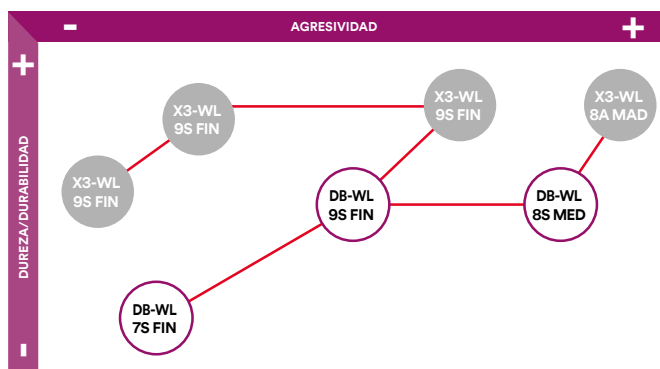 - AGRESIVIDAD +
+
DUREZA/DURABILIDAD
-
X3-WL
9S FIN
X3-WL
9S FIN
X3-WL
8A MAD
X3-WL
9S FIN
DB-WL
9S FIN
DB-WL
8S MED
DB-WL
7S FIN